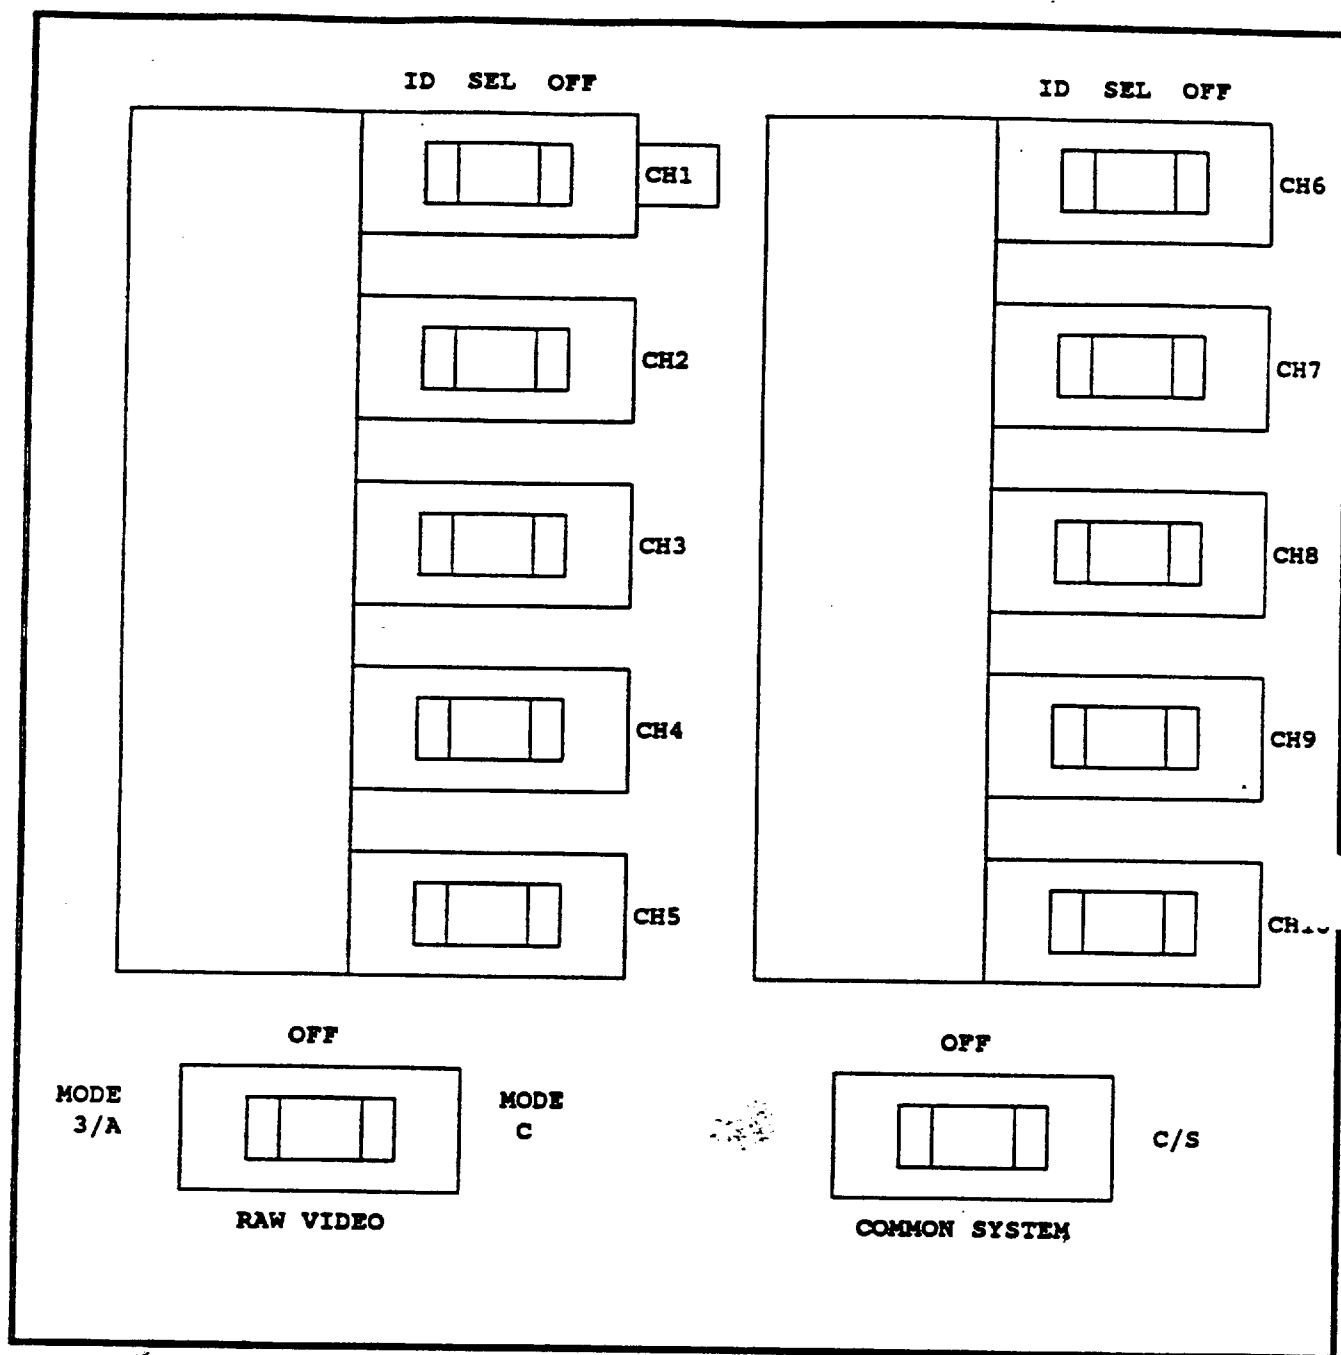 ID SEL OFF
CH1
CH2
CH3
CH4
CH5
ID SEL OFF
CH6
CH7
CH8
CH9
OFF
MODE
3/A
MODE
C
RAW VIDEO
OFF
C/S
COMMON SYSTEM